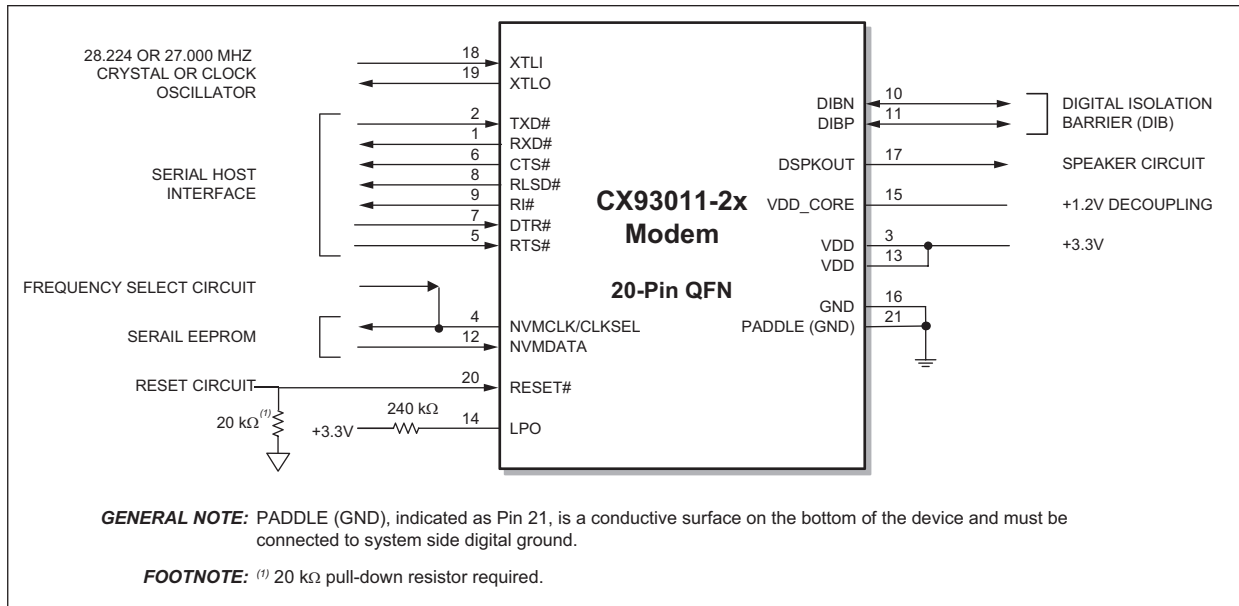 28.224 OR 27.000 MHZ
CRYSTAL OR CLOCK
OSCILLATOR
18
XTLI
19
XTLO
SERIAL HOST
INTERFACE
2
TXD#
1
RXD#
6
CTS#
8
RLSD#
9
RI#
7
DTR#
5
RTS#
FREQUENCY SELECT CIRCUIT
SERAIL EEPROM
4
NVMCLK/CLKSEL
12
NVMDATA
RESET CIRCUIT
20
RESET#
20 kΩ(1)
+3.3V
240 kΩ
14
LPO
CX93011-2x
Modem
20-Pin QFN
DIBN
10
DIBP
11
DIGITAL ISOLATION
BARRIER (DIB)
DSPKOUT
17
SPEAKER CIRCUIT
VDD_CORE
15
+1.2V DECOUPLING
VDD
3
+3.3V
VDD
13
GND
16
PADDLE (GND)
21
GENERAL NOTE: PADDLE (GND), indicated as Pin 21, is a conductive surface on the bottom of the device and must be
connected to system side digital ground.
FOOTNOTE: (1) 20 kΩ pull-down resistor required.